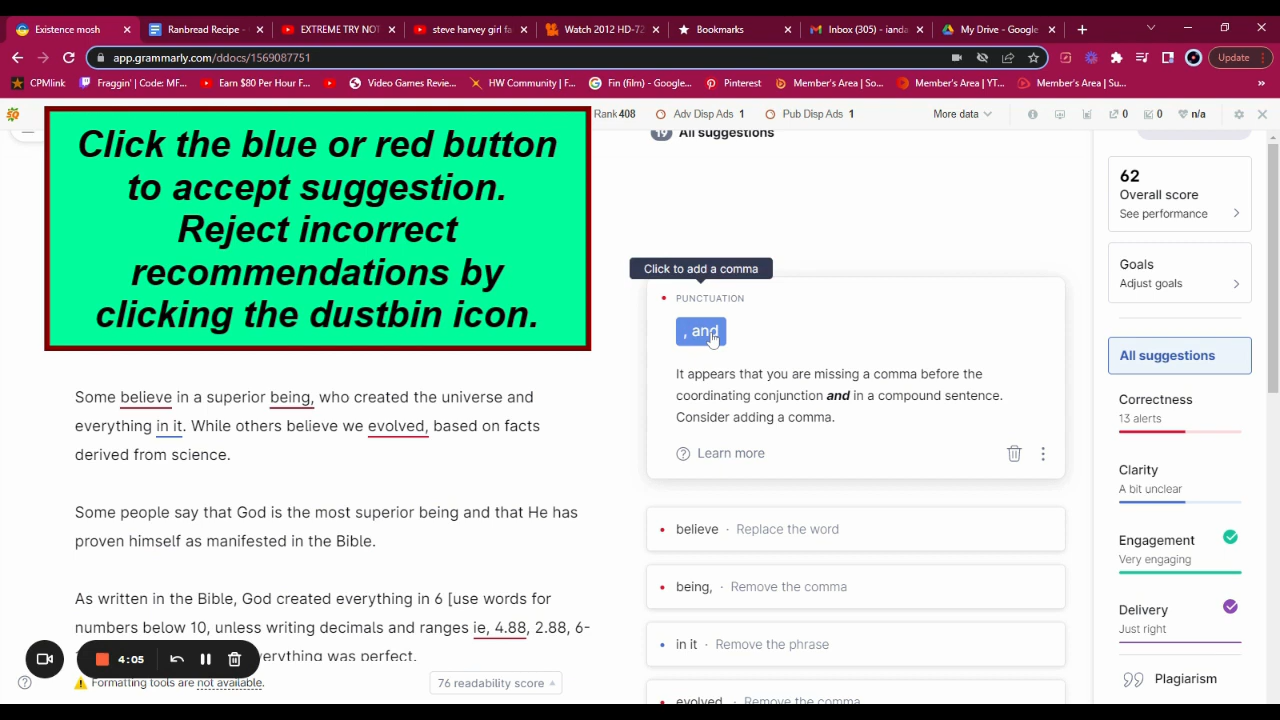 Existence mosh
Ranbread Recipe -
EXTREME TRY NOT
steve harvey girl fa
Watch 2012 HD-72
Bookmarks
Inbox (305) - ianda
My Drive - Google
app.grammarly.com/ddocs/1569087751
Update
CPMlink
Fraggin' | Code: MF...
Earn $80 Per Hour F...
Video Games Revie...
HW Community | F...
Fin (film) - Google...
Pinterest
Member's Area | So...
Member's Area | YT...
Member's Area | Su...
Rank 408
Adv Disp Ads 1
Pub Disp Ads 1
More data
0
0
n/a
Click the blue or red button
to accept suggestion.
Reject incorrect
recommendations by
clicking the dustbin icon.
19 All suggestions
Click to add a comma
PUNCTUATION
, and
It appears that you are missing a comma before the
coordinating conjunction and in a compound sentence.
Consider adding a comma.
Learn more
believe · Replace the word
being, · Remove the comma
in it · Remove the phrase
evolved, · Remove the comma
Some believe in a superior being, who created the universe and
everything in it. While others believe we evolved, based on facts
derived from science.
Some people say that God is the most superior being and that He has
proven himself as manifested in the Bible.
As written in the Bible, God created everything in 6 [use words for
numbers below 10, unless writing decimals and ranges ie, 4.88, 2.88, 6-
everything was perfect.
4:05
Formatting tools are not available.
76 readability score
62
Overall score
See performance
Goals
Adjust goals
All suggestions
Correctness
13 alerts
Clarity
A bit unclear
Engagement
Very engaging
Delivery
Just right
Plagiarism